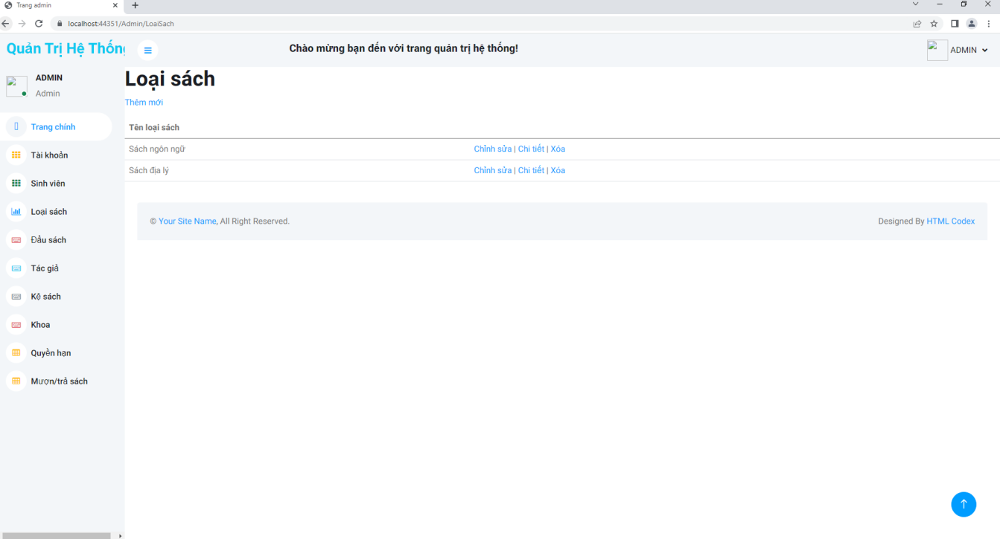 Trang admin
localhost:44351/Admin/LoaiSach
Quản Trị Hệ Thốn
Chào mừng bạn đến với trang quản trị hệ thống!
ADMIN
ADMIN
Admin
Trang chính
Tài khoản
Sinh viên
Loại sách
Đầu sách
Tác giả
Kệ sách
Khoa
Quyền hạn
Mượn/trả sách
Loại sách
Thêm mới
Tên loại sách
Sách ngôn ngữ Chỉnh sửa | Chi tiết | Xóa
Sách địa lý Chỉnh sửa | Chi tiết | Xóa
© Your Site Name, All Right Reserved. Designed By HTML Codex